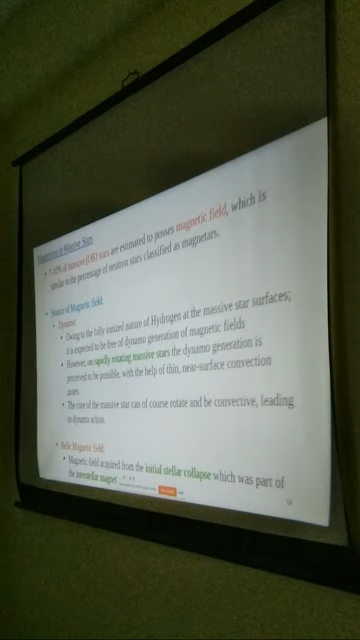 Magnetism in Massive Stars
• 7-10% of massive (OB) stars are estimated to posses magnetic field, which is
similar to the percentage of neutron stars classified as magnetars.
• Source of Magnetic field:
• Dynamo:
• Owing to the fully ionized nature of Hydrogen at the massive star surfaces;
it is expected to be free of dynamo generation of magnetic fields
• However, on rapidly rotating massive stars the dynamo generation is
perceived to be possible, with the help of thin, near-surface convection
zones.
• The core of the massive star can of course rotate and be convective, leading
to dynamo action.
• Relic Magnetic field:
• Magnetic field acquired from the initial stellar collapse which was part of
the interstellar magnet